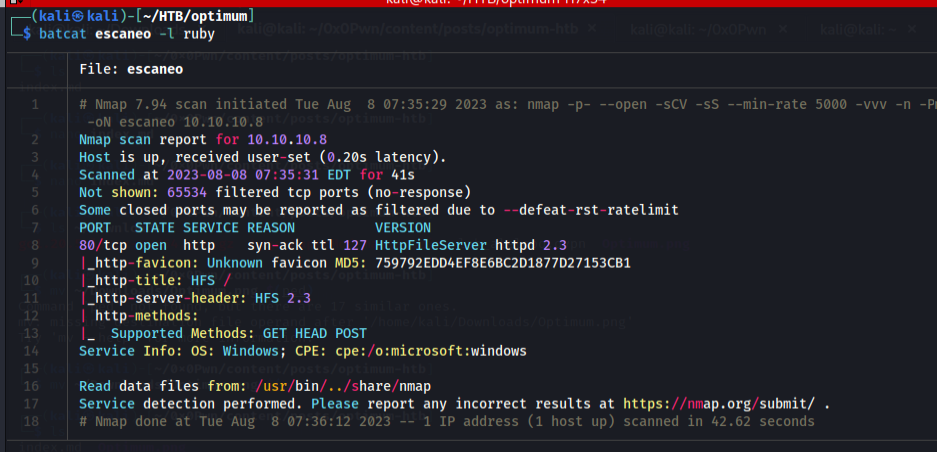 kali@kali: ~/HTB/optimum 117x54
(kali㉿kali)-[~/HTB/optimum]
$ batcat escaneo -l ruby
File: escaneo
1 # Nmap 7.94 scan initiated Tue Aug  8 07:35:29 2023 as: nmap -p- --open -sCV -sS --min-rate 5000 -vvv -n -Pn
-oN escaneo 10.10.10.8
2 Nmap scan report for 10.10.10.8
3 Host is up, received user-set (0.20s latency).
4 Scanned at 2023-08-08 07:35:31 EDT for 41s
5 Not shown: 65534 filtered tcp ports (no-response)
6 Some closed ports may be reported as filtered due to --defeat-rst-ratelimit
7 PORT   STATE SERVICE REASON          VERSION
8 80/tcp open  http    syn-ack ttl 127 HttpFileServer httpd 2.3
9 |_http-favicon: Unknown favicon MD5: 759792EDD4EF8E6BC2D1877D27153CB1
10 |_http-title: HFS /
11 |_http-server-header: HFS 2.3
12 | http-methods:
13 |_  Supported Methods: GET HEAD POST
14 Service Info: OS: Windows; CPE: cpe:/o:microsoft:windows
15
16 Read data files from: /usr/bin/../share/nmap
17 Service detection performed. Please report any incorrect results at https://nmap.org/submit/ .
18 # Nmap done at Tue Aug  8 07:36:12 2023 -- 1 IP address (1 host up) scanned in 42.62 seconds